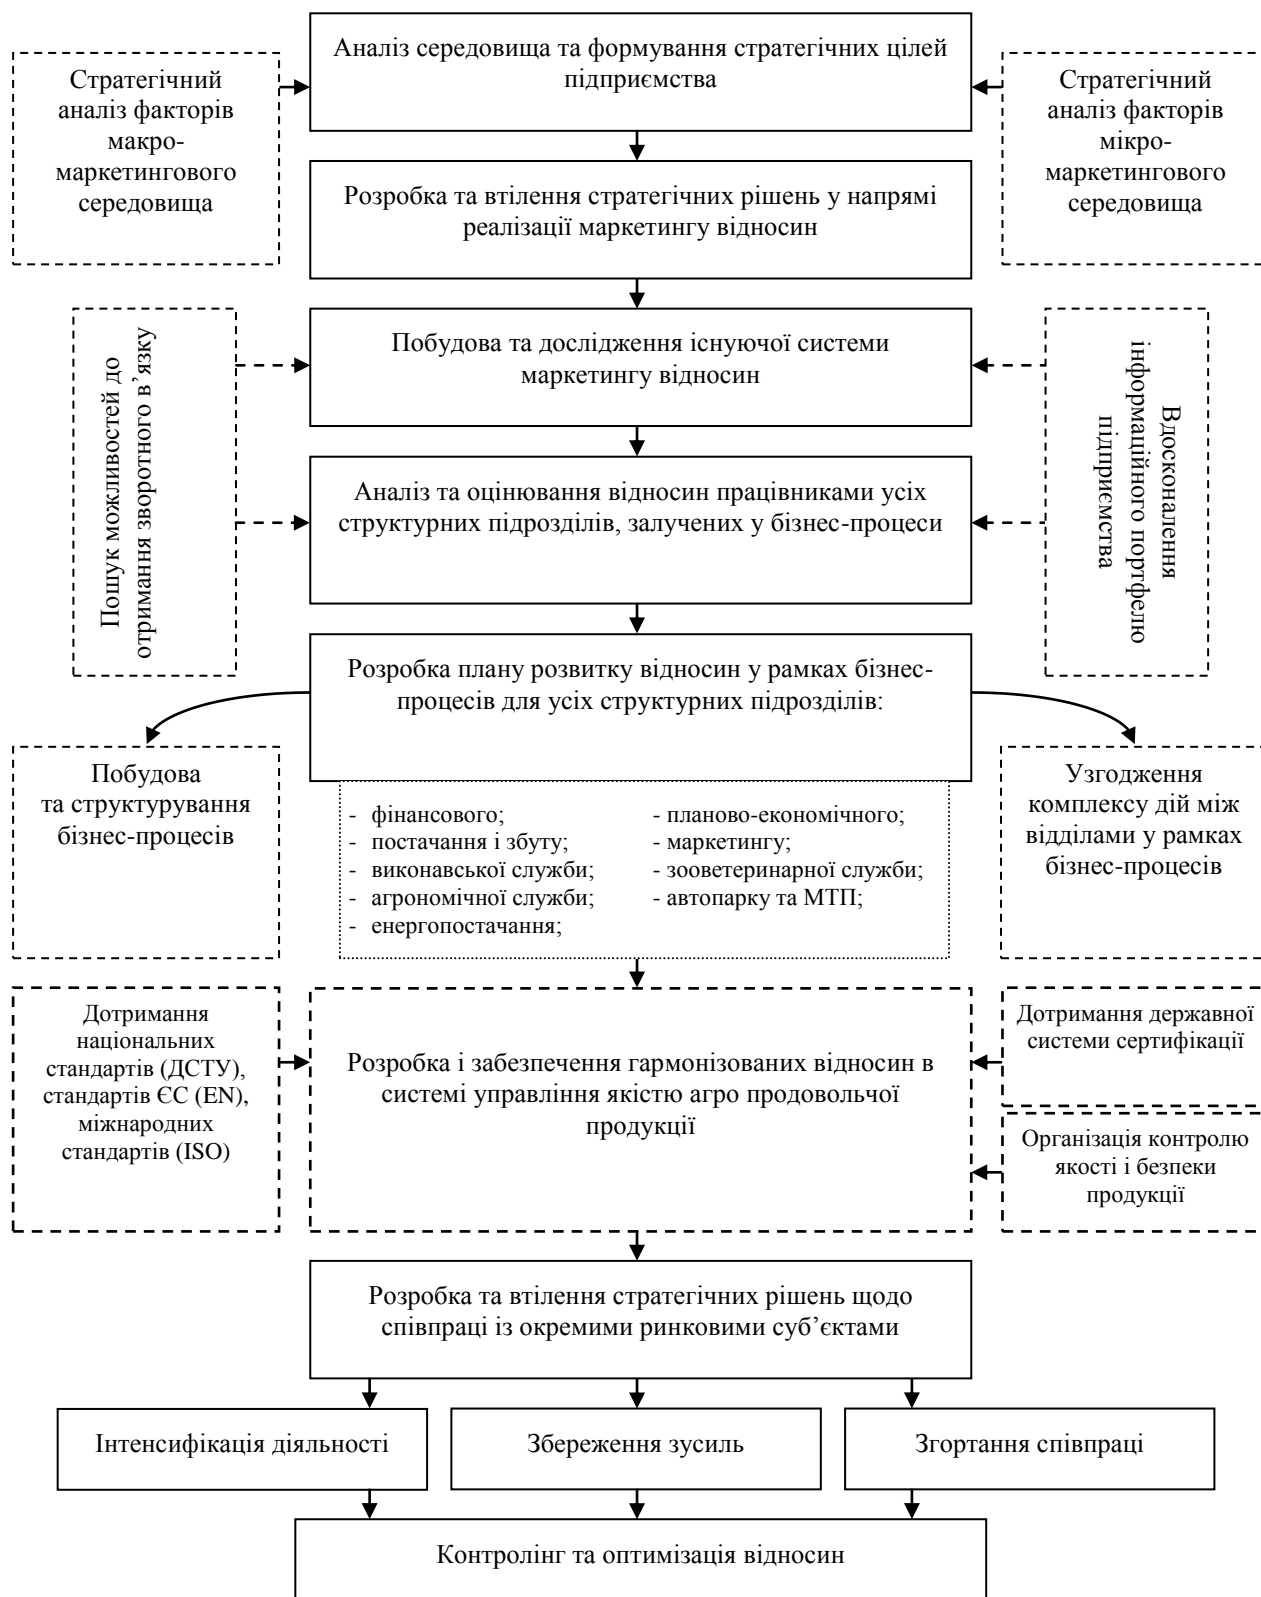 Аналіз середовища та формування стратегічних цілей
підприємства
Стратегічний
аналіз факторів
макро-
маркетингового
середовища
Стратегічний
аналіз факторів
мікро-
маркетингового
середовища
Розробка та втілення стратегічних рішень у напрямі
реалізації маркетингу відносин
Пошук можливостей до
отримання зворотного в’язку
Побудова та дослідження існуючої системи
маркетингу відносин
Вдосконалення
інформаційного портфелю
підприємства
Аналіз та оцінювання відносин працівниками усіх
структурних підрозділів, залучених у бізнес-процеси
Розробка плану розвитку відносин у рамках бізнес-
процесів для усіх структурних підрозділів:
Побудова
та структурування
бізнес-процесів
- фінансового;
- постачання і збуту;
- виконавської служби;
- агрономічної служби;
- енергопостачання;
- планово-економічного;
- маркетингу;
- зооветеринарної служби;
- автопарку та МТП;
Узгодження
комплексу дій між
відділами у рамках
бізнес-процесів
Дотримання
національних
стандартів (ДСТУ),
стандартів ЄС (EN),
міжнародних
стандартів (ISO)
Розробка і забезпечення гармонізованих відносин в
системі управління якістю агро продовольчої
продукції
Дотримання державної
системи сертифікації
Організація контролю
якості і безпеки
продукції
Розробка та втілення стратегічних рішень щодо
співпраці із окремими ринковими суб’єктами
Інтенсифікація діяльності
Збереження зусиль
Згортання співпраці
Контролінг та оптимізація відносин